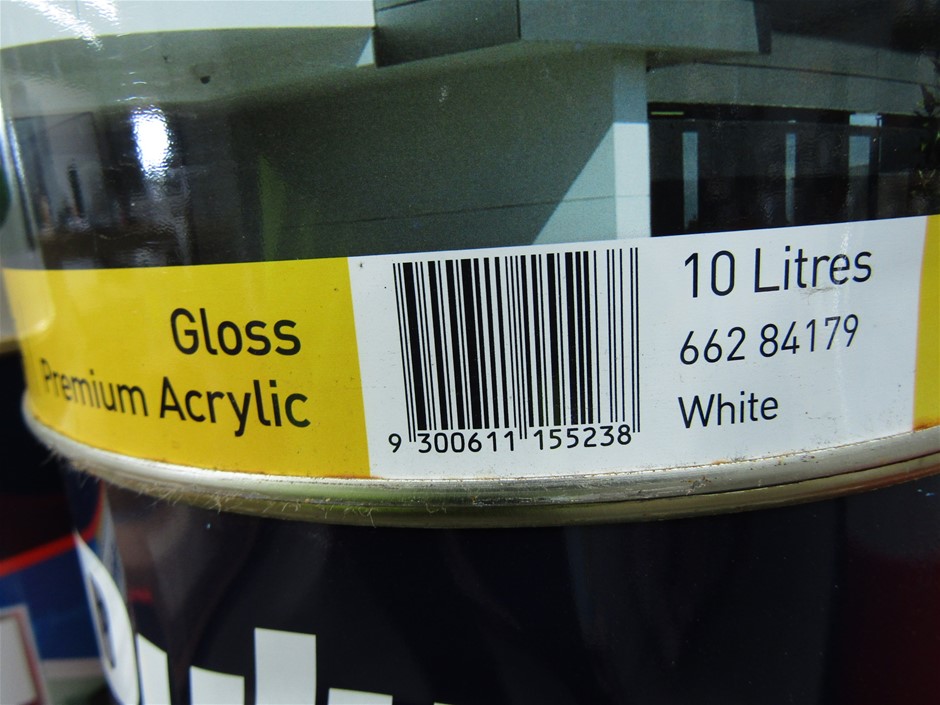 Gloss
Premium Acrylic
9 300611 155238
10 Litres
662 84179
White